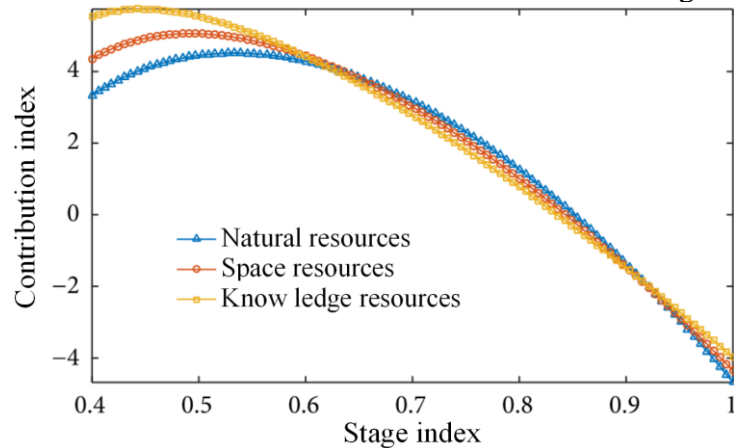 4
2
0
−2
−4
Contribution index
Natural resources
Space resources
Know ledge resources
0.4 0.5 0.6 0.7 0.8 0.9 1
Stage index